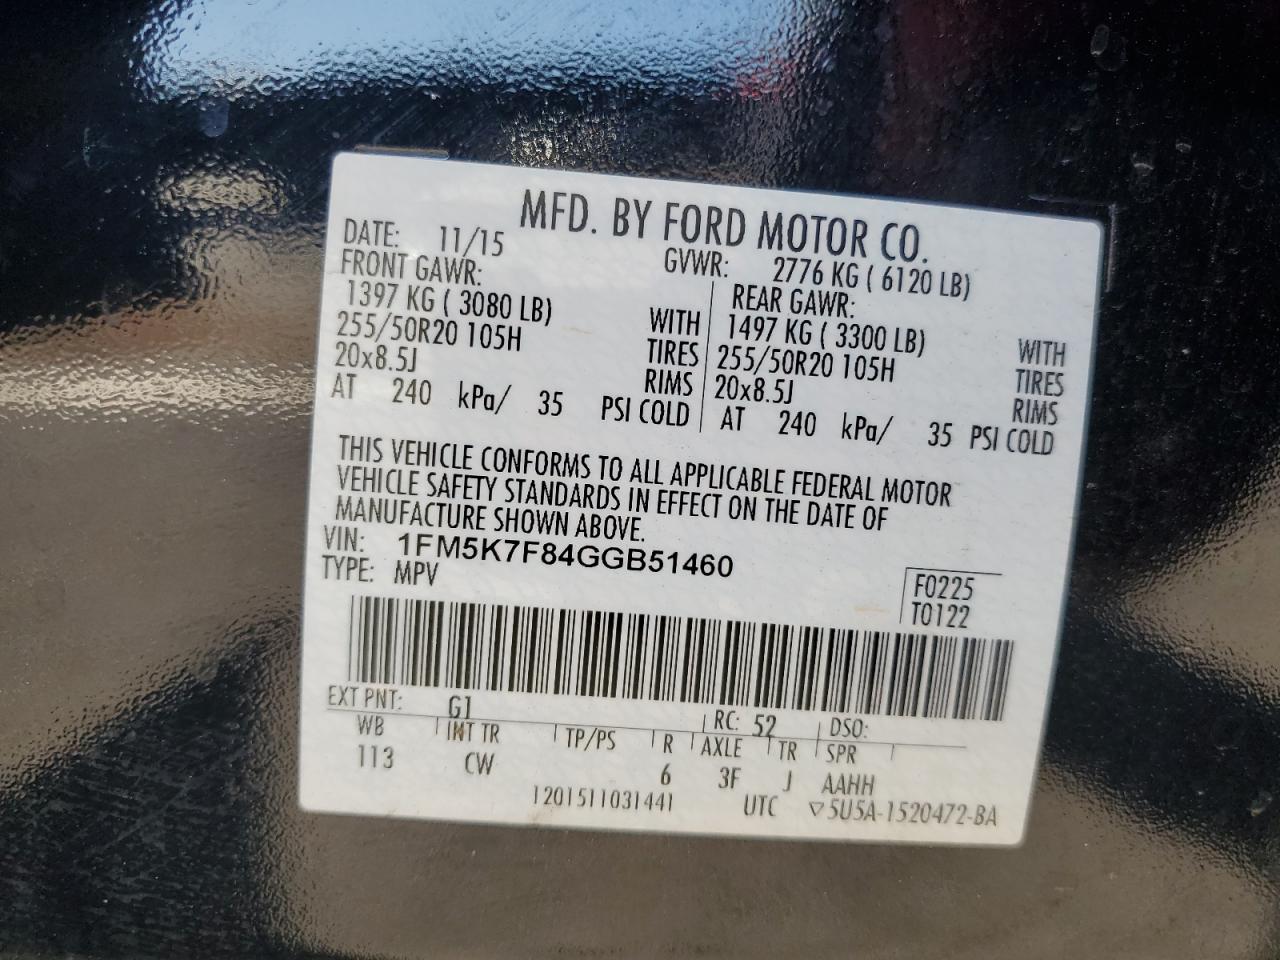 MFD. BY FORD MOTOR CO.
DATE: 11/15 GVWR: 2776 KG ( 6120 LB)
FRONT GAWR: REAR GAWR:
1397 KG ( 3080 LB) WITH 1497 KG ( 3300 LB) WITH
255/50R20 105H TIRES 255/50R20 105H TIRES
20x8.5J RIMS 20x8.5J RIMS
AT 240 kPa/ 35 PSI COLD AT 240 kPa/ 35 PSI COLD
THIS VEHICLE CONFORMS TO ALL APPLICABLE FEDERAL MOTOR
VEHICLE SAFETY STANDARDS IN EFFECT ON THE DATE OF
MANUFACTURE SHOWN ABOVE.
VIN: 1FM5K7F84GGB51460
TYPE: MPV F0225
T0122
EXT PNT: G1 RC: 52 DSO:
WB INT TR TP/PS R AXLE TR SPR
113 CW 6 3F J AAHH
1201511031441 UTC ▽5U5A-1520472-BA